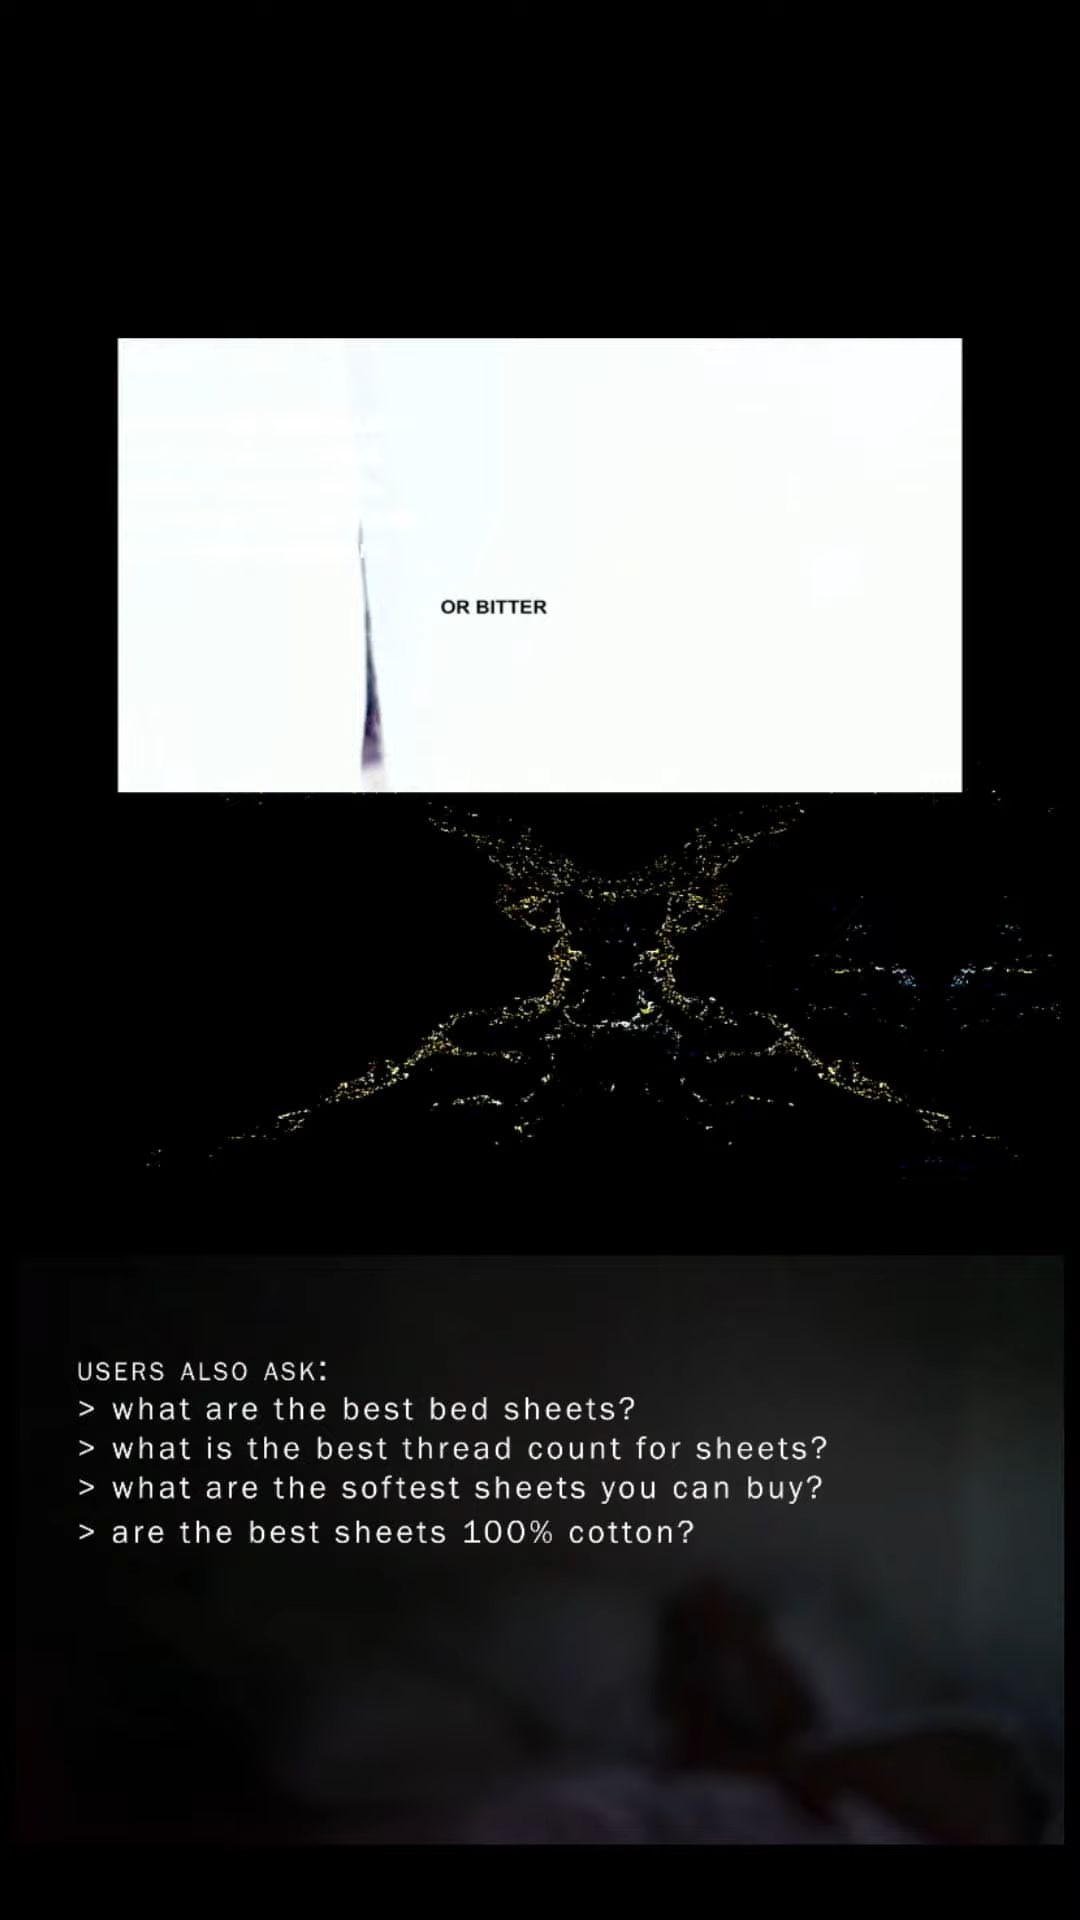 OR BITTER
USERS ALSO ASK:
> what are the best bed sheets?
> what is the best thread count for sheets?
> what are the softest sheets you can buy?
> are the best sheets 100% cotton?